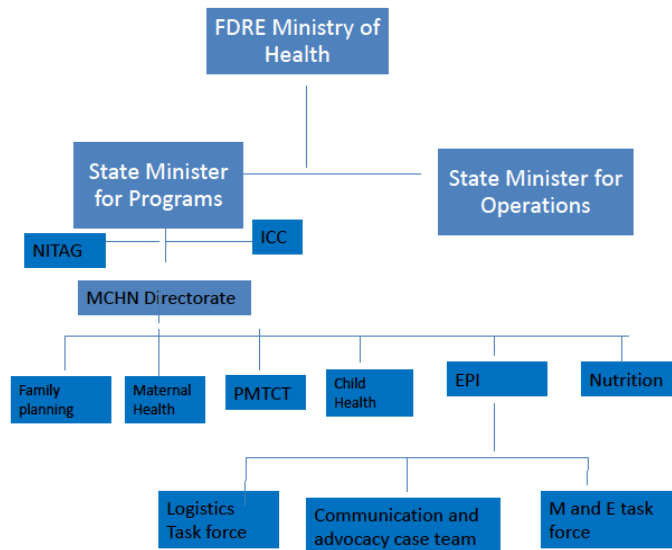 FDRE Ministry of
Health
State Minister
for Programs
State Minister for
Operations
NITAG
ICC
MCHN Directorate
Family
planning
Maternal
Health
PMTCT
Child
Health
EPI
Nutrition
Logistics
Task force
Communication and
advocacy case team
M and E task
force